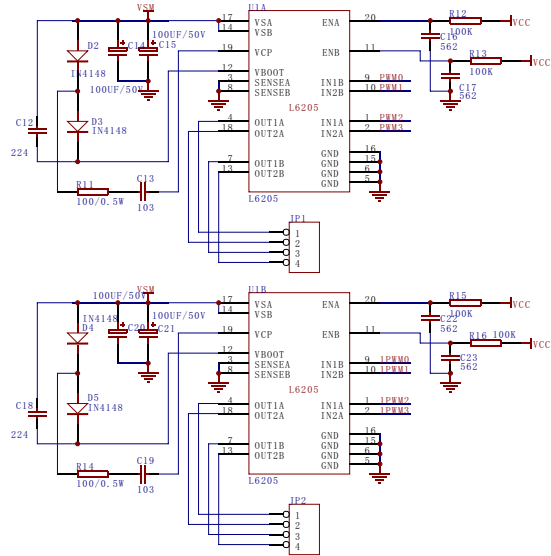 VSM
U1A
17 VSA
14 VSB
ENA 20
R12
100K
VCC
C16
562
100UF/50V
D2
C14
C15
19 VCP
ENB 11
R13
100K
VCC
IN4148
12 VBOOT
100UF/50V
3 SENSEA
8 SENSEB
IN1B 9 PWM0
IN2B 10 PWM1
C17
562
L6205
C12
D3
IN4148
4 OUT1A
18 OUT2A
IN1A 1 PWM2
IN2A 2 PWM3
224
7 OUT1B
13 OUT2B
GND 16
GND 15
GND 6
GND 5
R11
100/0.5W
C13
103
L6205
JP1
1
2
3
4
VSM
U1B
100UF/50V
17 VSA
14 VSB
ENA 20
R15
100K
VCC
C22
562
IN4148
D4
C20
C21
100UF/50V
19 VCP
ENB 11
R16 100K
VCC
12 VBOOT
3 SENSEA
8 SENSEB
IN1B 9 1PWM0
IN2B 10 1PWM1
C23
562
L6205
C18
D5
IN4148
4 OUT1A
18 OUT2A
IN1A 1 1PWM2
IN2A 2 1PWM3
224
7 OUT1B
13 OUT2B
GND 16
GND 15
GND 6
GND 5
R14
100/0.5W
C19
103
L6205
JP2
1
2
3
4